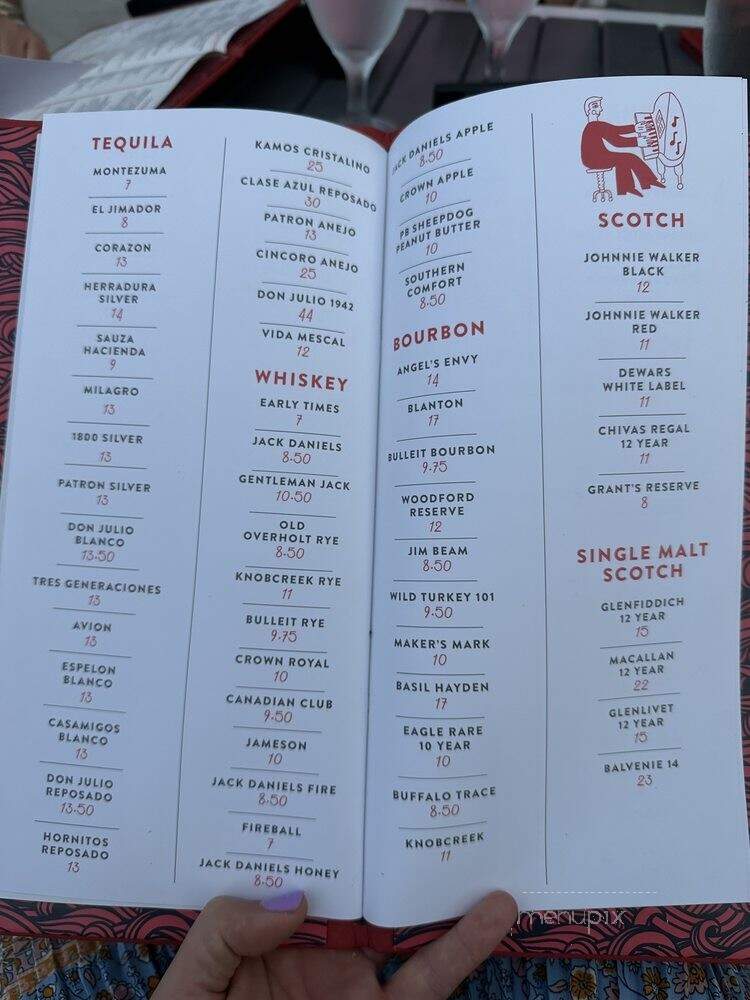 TEQUILA
MONTEZUMA
7
EL JIMADOR
8
CORAZON
13
HERRADURA
SILVER
14
SAUZA
HACIENDA
9
MILAGRO
13
1800 SILVER
13
PATRON SILVER
13
DON JULIO
BLANCO
13.50
TRES GENERACIONES
13
AVION
13
ESPELON
BLANCO
13
CASAMIGOS
BLANCO
13
DON JULIO
REPOSADO
13.50
HORNITOS
REPOSADO
13
KAMOS CRISTALINO
25
CLASE AZUL REPOSADO
30
PATRON ANEJO
13
CINCORO ANEJO
25
DON JULIO 1942
44
VIDA MESCAL
12
WHISKEY
EARLY TIMES
7
JACK DANIELS
8.50
GENTLEMAN JACK
10.50
OLD
OVERHOLT RYE
8.50
KNOBCREEK RYE
11
BULLEIT RYE
9.75
CROWN ROYAL
10
CANADIAN CLUB
9.50
JAMESON
10
JACK DANIELS FIRE
8.50
FIREBALL
7
JACK DANIELS HONEY
8.50
JACK DANIELS APPLE
8.50
CROWN APPLE
10
PB SHEEPDOG
PEANUT BUTTER
10
SOUTHERN
COMFORT
8.50
BOURBON
ANGEL'S ENVY
14
BLANTON
17
BULLEIT BOURBON
9.75
WOODFORD
RESERVE
12
JIM BEAM
8.50
WILD TURKEY 101
9.50
MAKER'S MARK
10
BASIL HAYDEN
17
EAGLE RARE
10 YEAR
10
BUFFALO TRACE
8.50
KNOBCREEK
11
SCOTCH
JOHNNIE WALKER
BLACK
12
JOHNNIE WALKER
RED
11
DEWARS
WHITE LABEL
11
CHIVAS REGAL
12 YEAR
11
GRANT'S RESERVE
8
SINGLE MALT
SCOTCH
GLENFIDDICH
12 YEAR
15
MACALLAN
12 YEAR
22
GLENLIVET
12 YEAR
15
BALVENIE 14
23
menupix